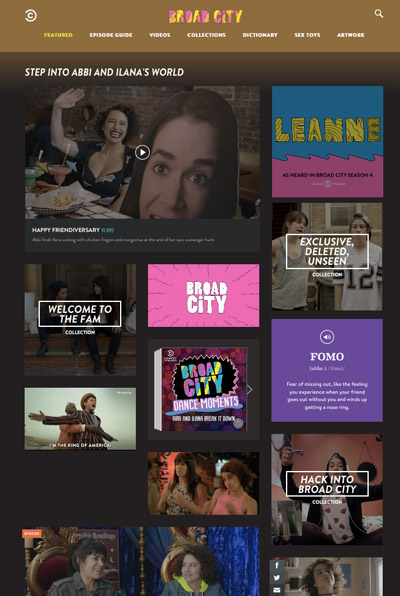 BROAD CITY
FEATURED EPISODE GUIDE VIDEOS COLLECTIONS DICTIONARY SEX TOYS ARTWORK
STEP INTO ABBI AND ILANA'S WORLD
HAPPY FRIENDIVERSARY (1:29)
Abbi finds Ilana waiting with chicken fingers and margaritas at the end of her epic scavenger hunt.
LEANNE
AS HEARD IN BROAD CITY SEASON 4
EXCLUSIVE,
DELETED,
UNSEEN
COLLECTION
WELCOME TO
THE FAM
COLLECTION
BROAD
CITY
FOMO
(abbr.) / ˈfōmō/
Fear of missing out, like the feeling
you experience when your friend
goes out without you and winds up
getting a nose ring.
BROAD
CITY
DANCE MOMENTS
ABBI AND ILANA BREAK IT DOWN
I'M THE KING OF AMERICA!
HACK INTO
BROAD CITY
COLLECTION
EPISODE
Psychic Readings